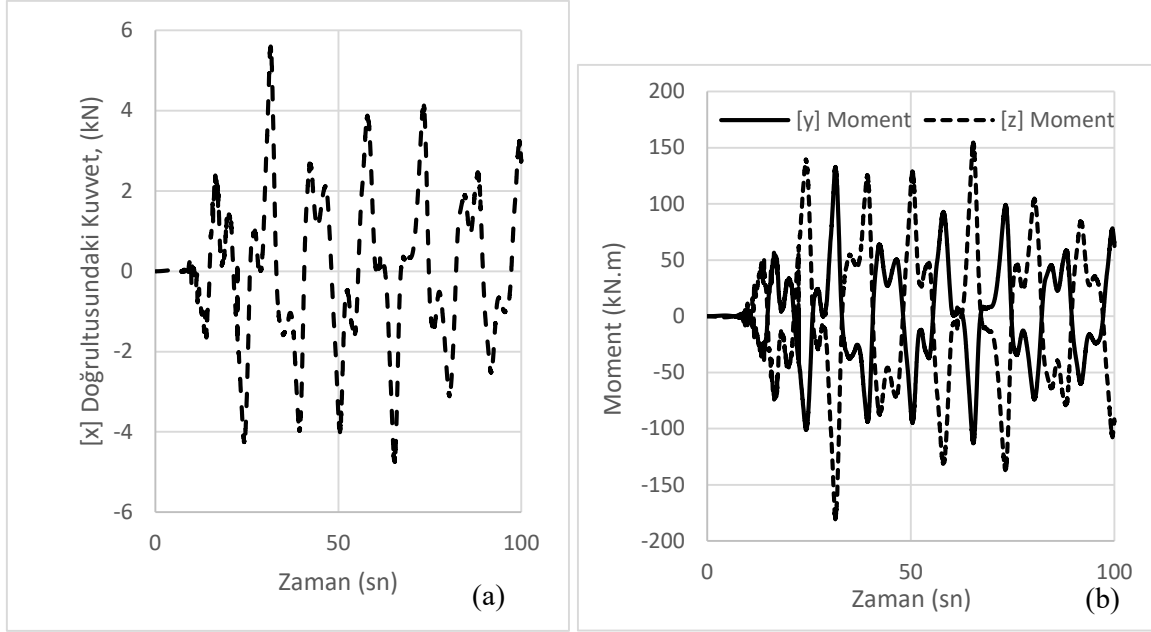 [x] Doğrultusundaki Kuvvet, (kN)
6
4
2
0
-2
-4
-6
0 50 100
Zaman (sn)
(a)
Moment (kN.m)
200
150
100
50
0
-50
-100
-150
-200
[y] Moment [z] Moment
0 50 100
Zaman (sn)
(b)